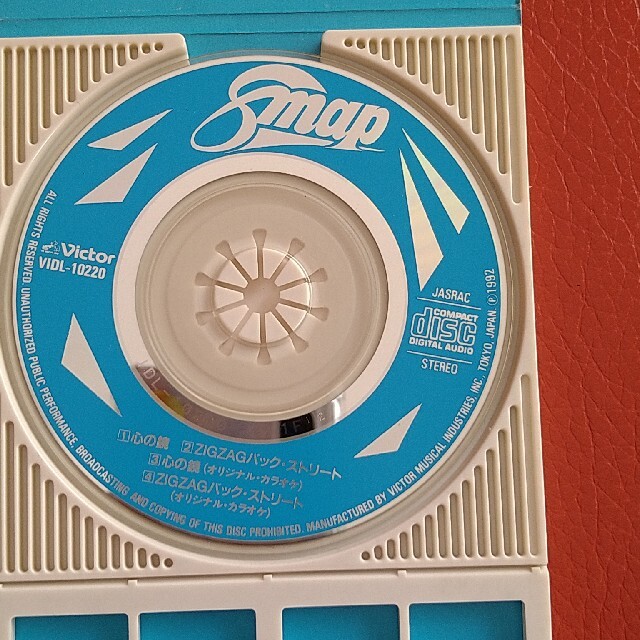 Smap
Victor
VIDL-10220
JASRAC
COMPACT
disc
DIGITAL AUDIO
STEREO
1 心の鏡 2 ZIGZAGバック・ストリート
3 心の鏡 (オリジナル・カラオケ)
4 ZIGZAGバック・ストリート
(オリジナル・カラオケ)
ALL RIGHTS RESERVED. UNAUTHORIZED PUBLIC PERFORMANCE, BROADCASTING AND COPYING OF THIS DISC PROHIBITED. MANUFACTURED BY VICTOR MUSICAL INDUSTRIES, INC. TOKYO, JAPAN Ⓟ1992